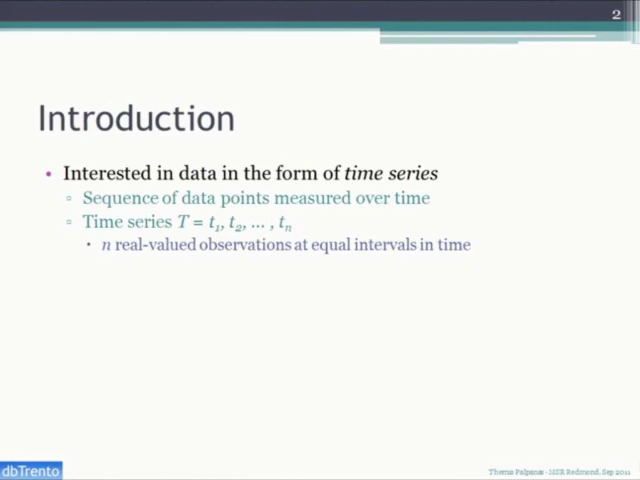 2
Introduction
• Interested in data in the form of time series
▫ Sequence of data points measured over time
▫ Time series T = t1, t2, … , tn
▪ n real-valued observations at equal intervals in time
dbTrento
Themis Palpanas - MSR Redmond, Sep 2011